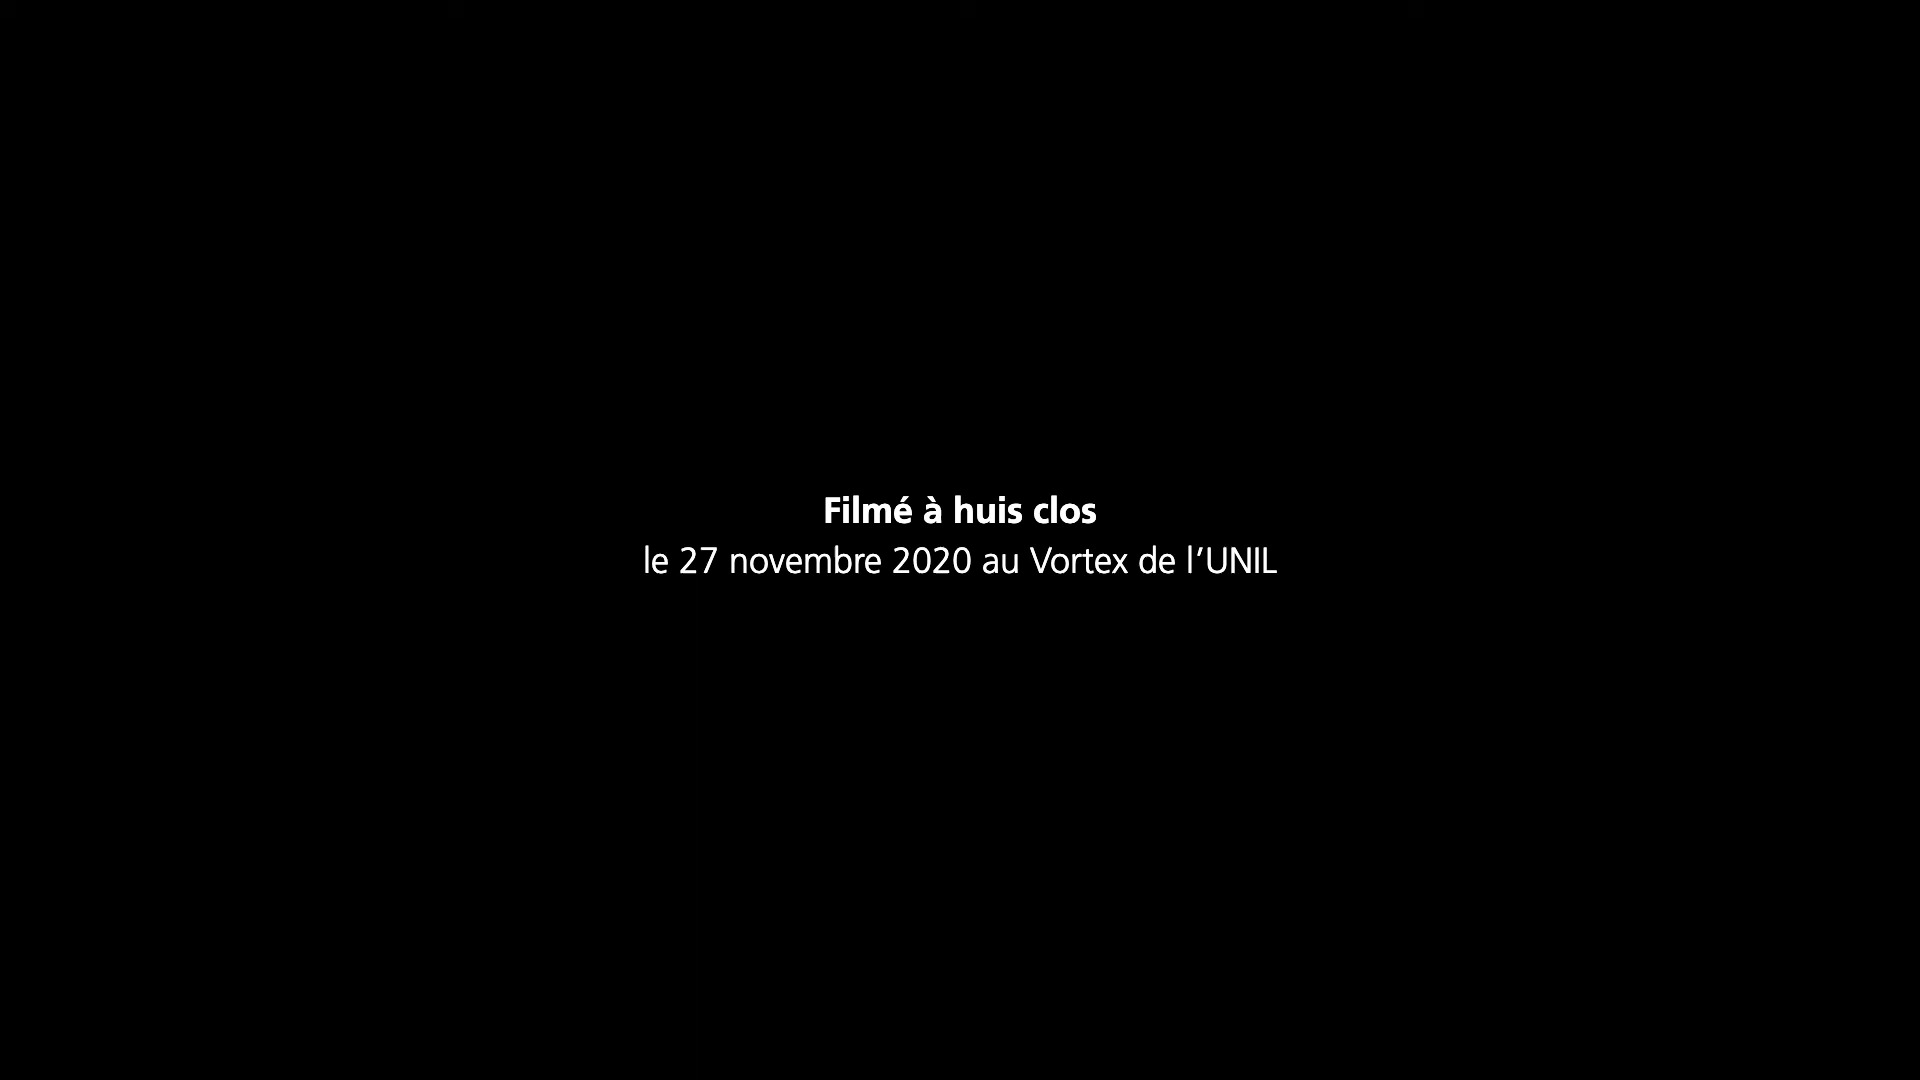 Filmé à huis clos
le 27 novembre 2020 au Vortex de l’UNIL